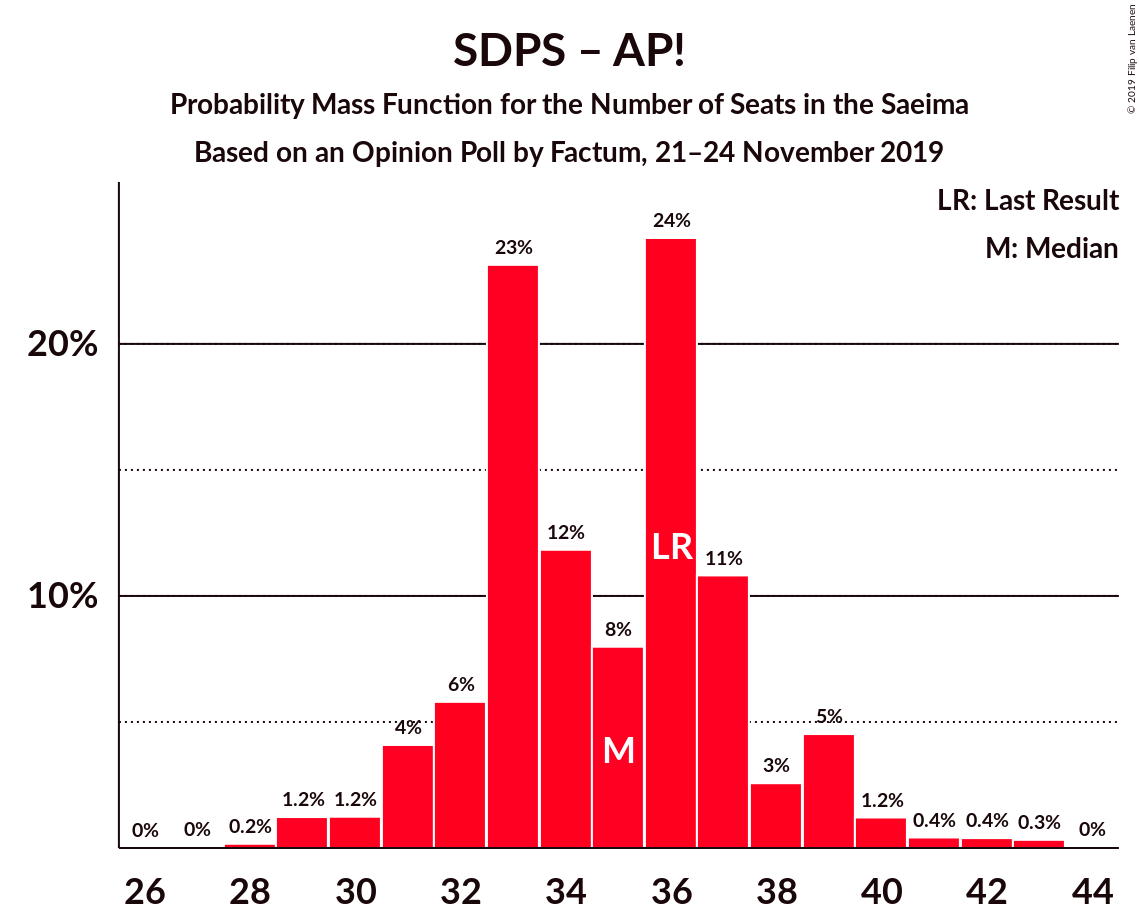 SDPS – AP!
Probability Mass Function for the Number of Seats in the Saeima
Based on an Opinion Poll by Factum, 21–24 November 2019
© 2019 Filip van Laenen
LR: Last Result
M: Median
20%
10%
0%
0%
0.2%
1.2%
1.2%
4%
6%
23%
12%
8%
24%
11%
3%
5%
1.2%
0.4%
0.4%
0.3%
0%
LR
M
26 28 30 32 34 36 38 40 42 44